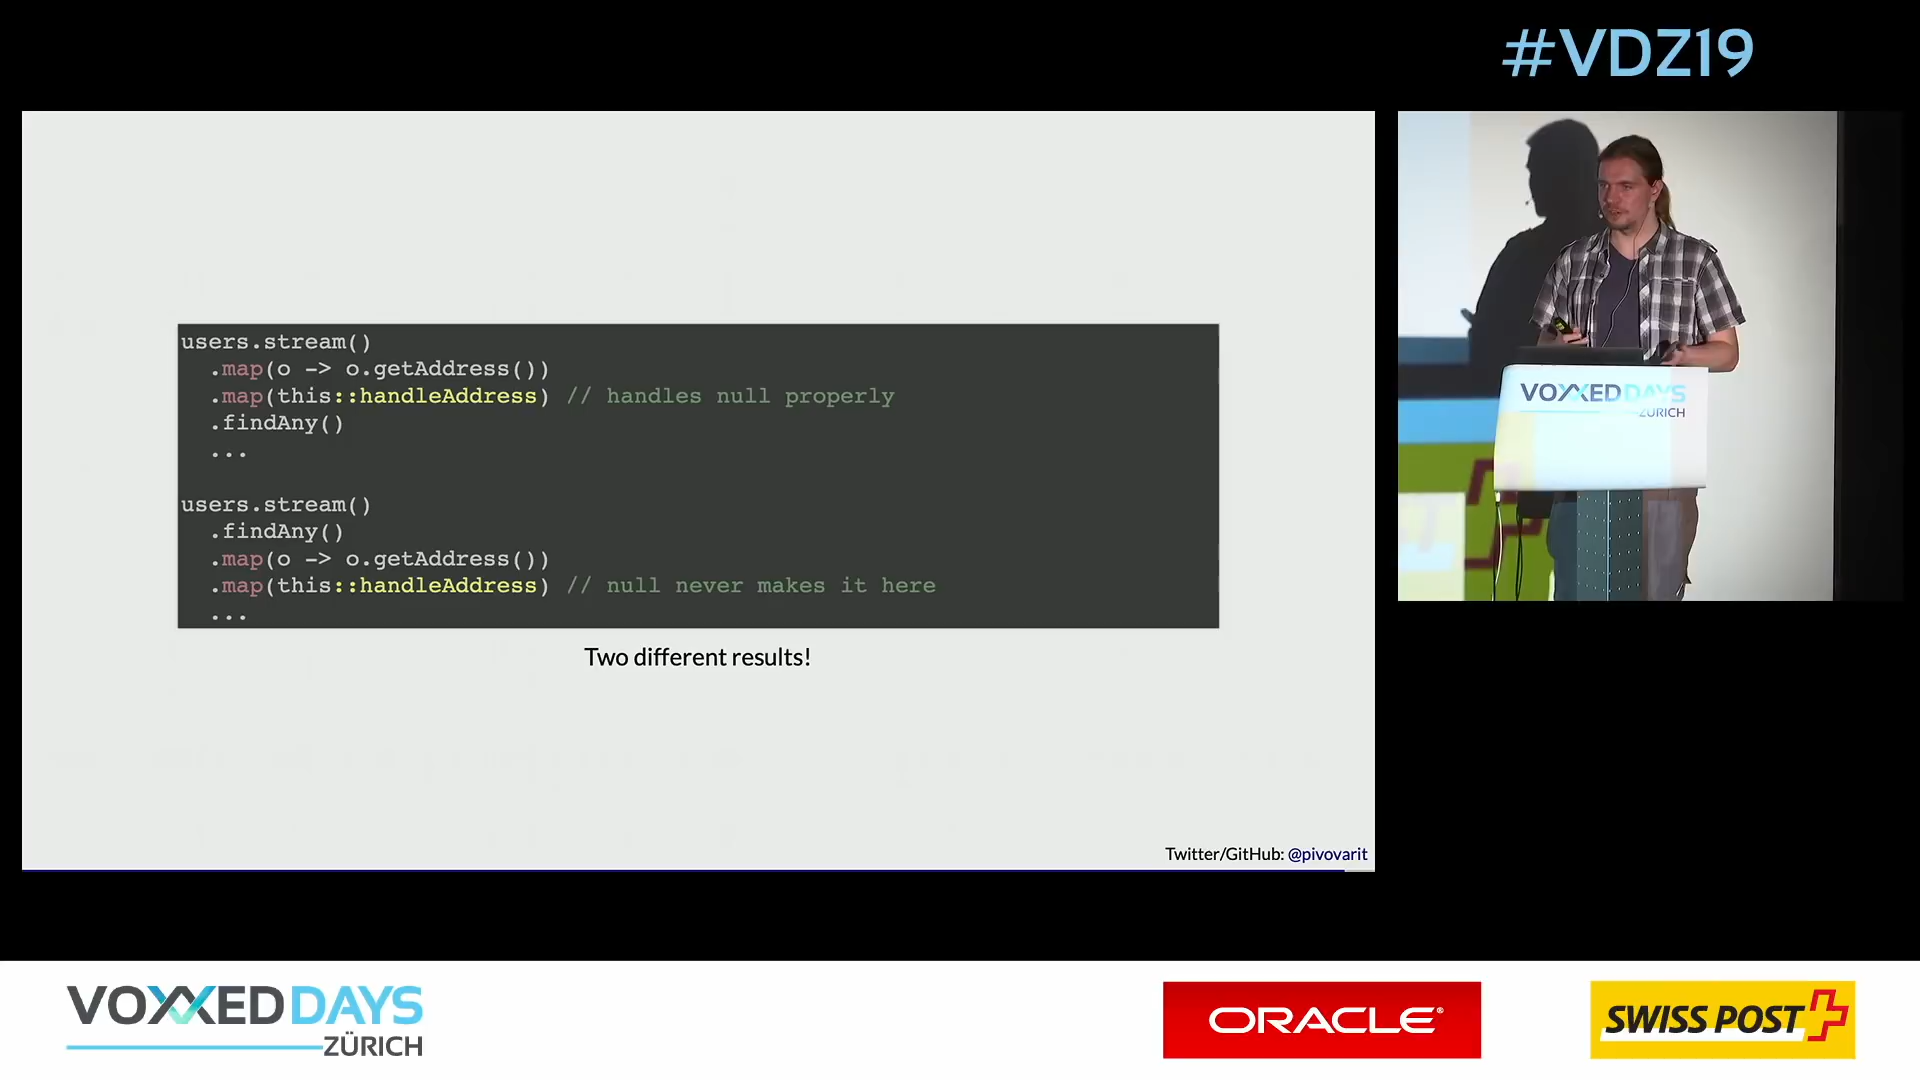 #VDZ19
users.stream()
.map(o -> o.getAddress())
.map(this::handleAddress) // handles null properly
.findAny()
...
users.stream()
.findAny()
.map(o -> o.getAddress())
.map(this::handleAddress) // null never makes it here
...
Two different results!
Twitter/GitHub: @pivovarit
VOXXED DAYS
ZÜRICH
VOXXED DAYS
ZÜRICH
ORACLE®
SWISS POST